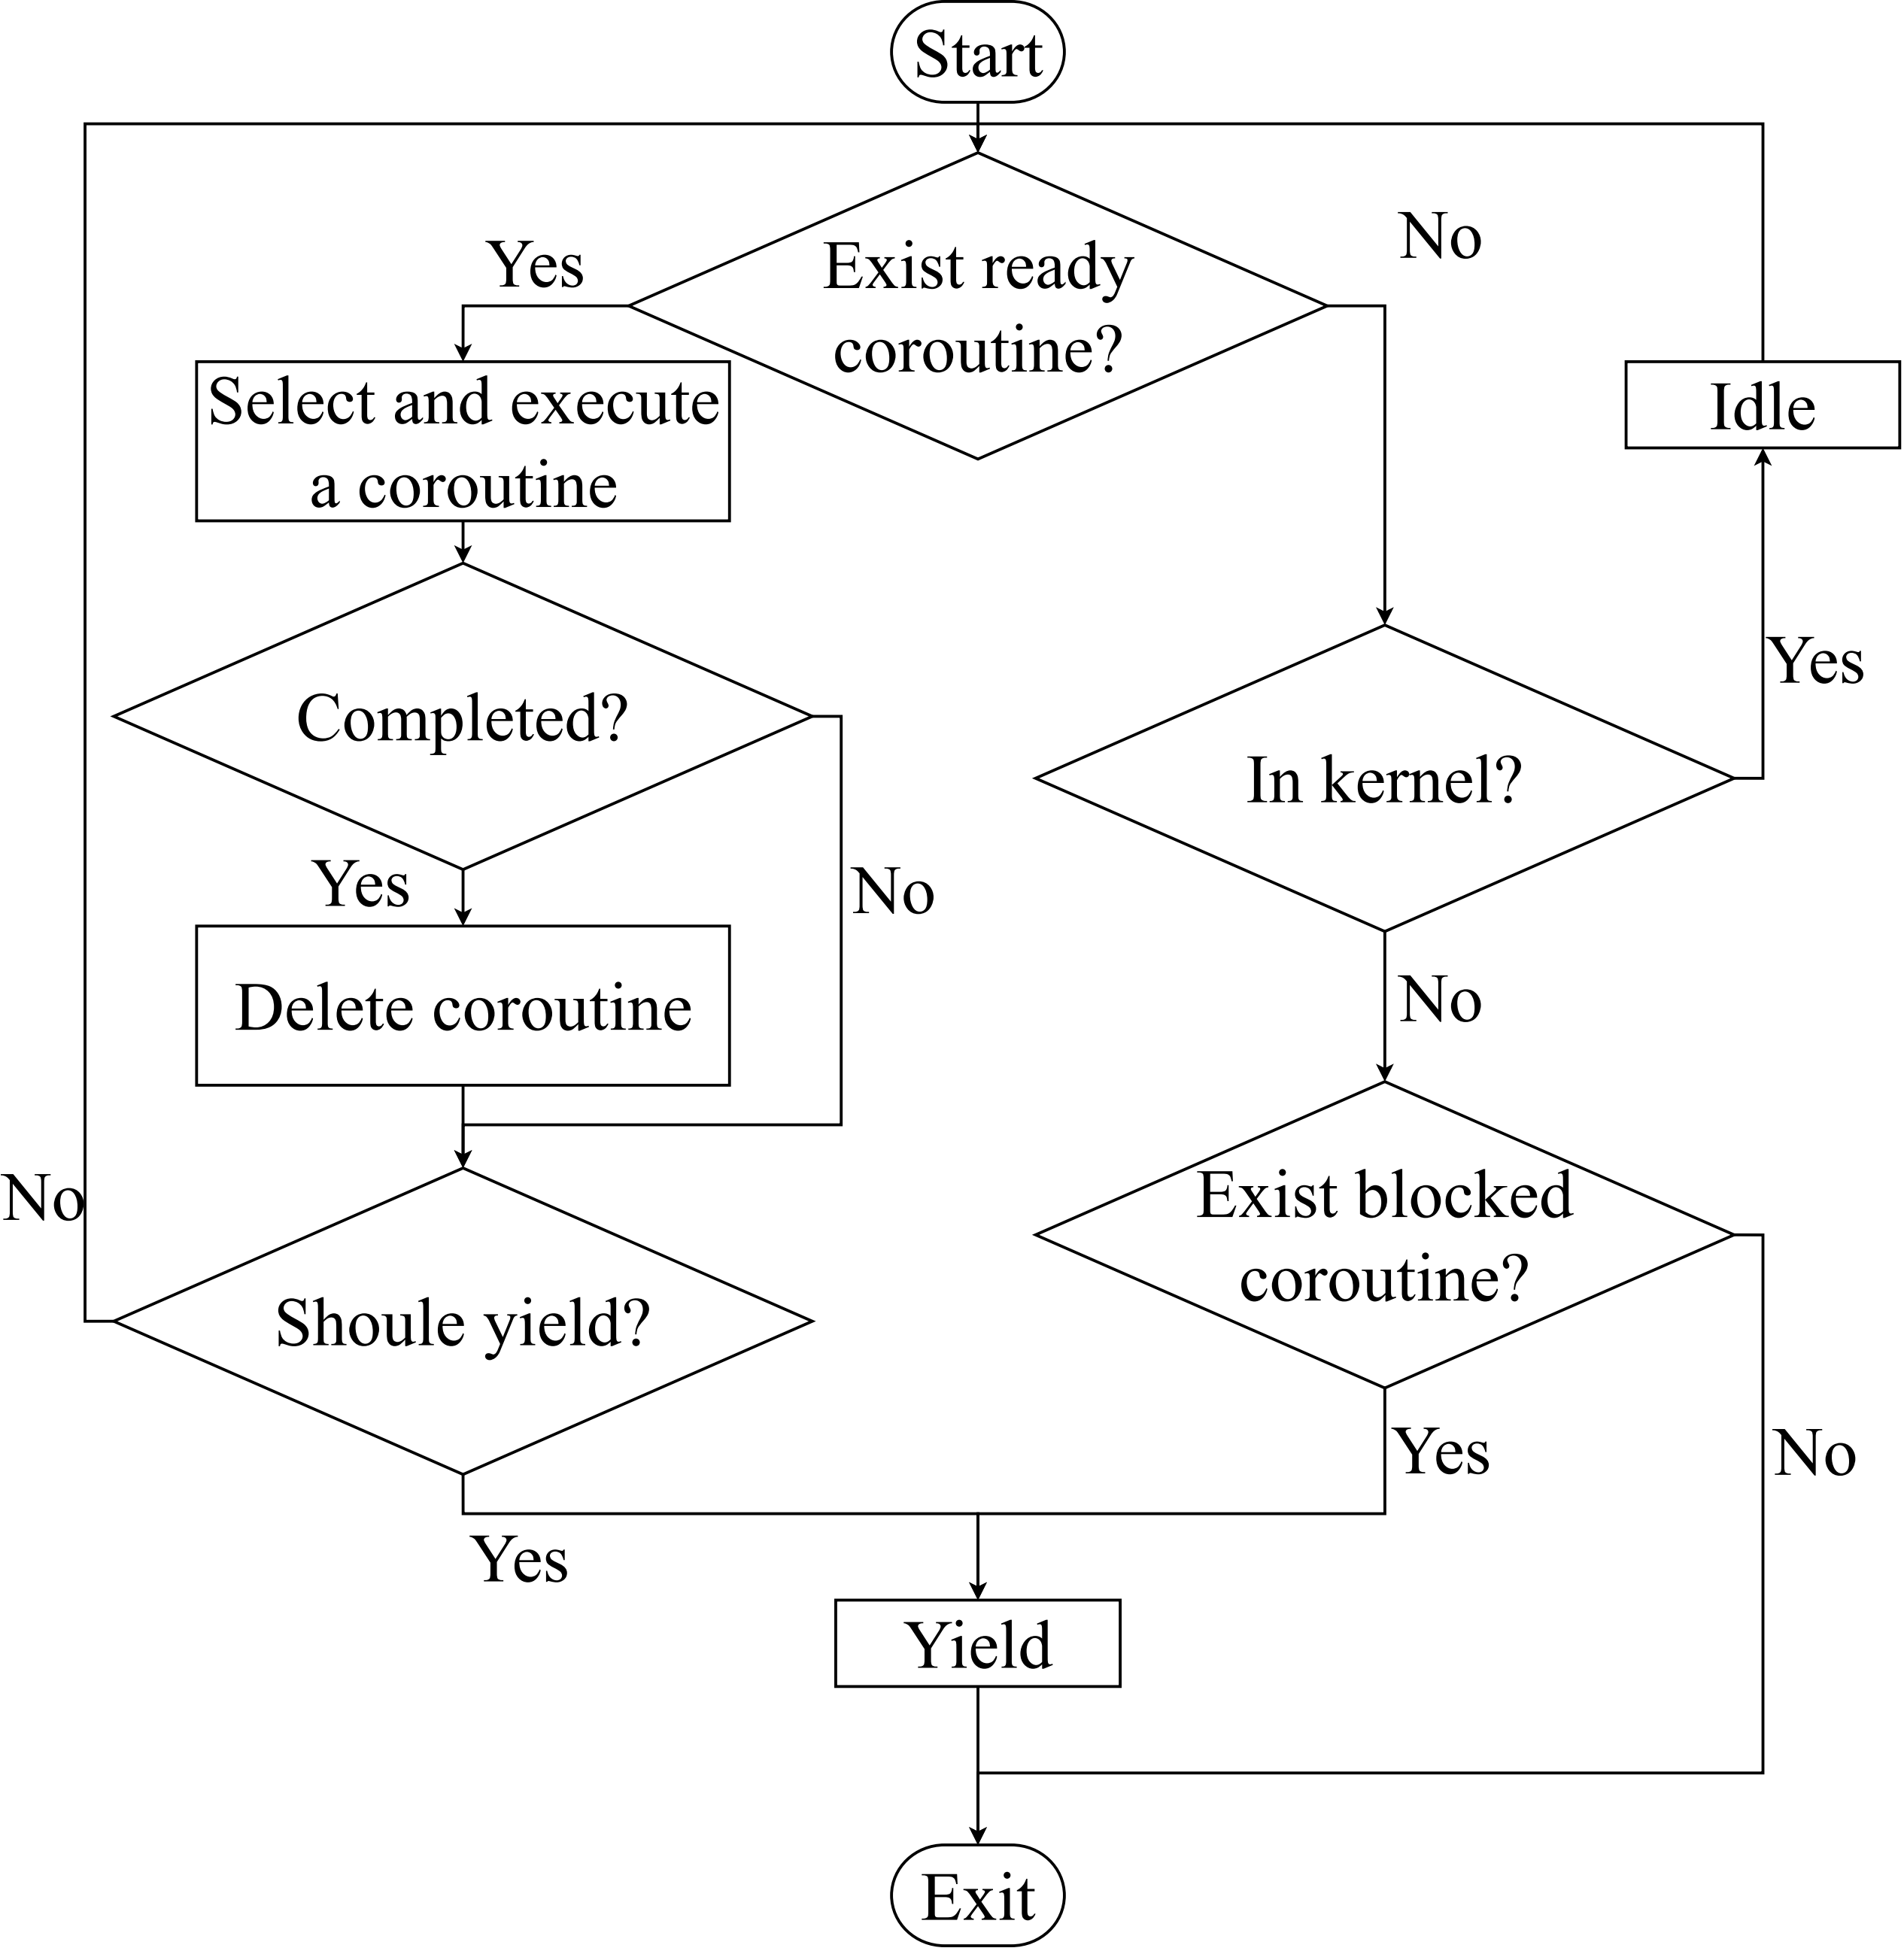 Start
Exist ready
coroutine?
Yes
No
Select and execute
a coroutine
Idle
Completed?
In kernel?
Yes
Yes
No
Delete coroutine
No
No
Exist blocked
coroutine?
Shoule yield?
Yes
No
Yes
Yield
Exit